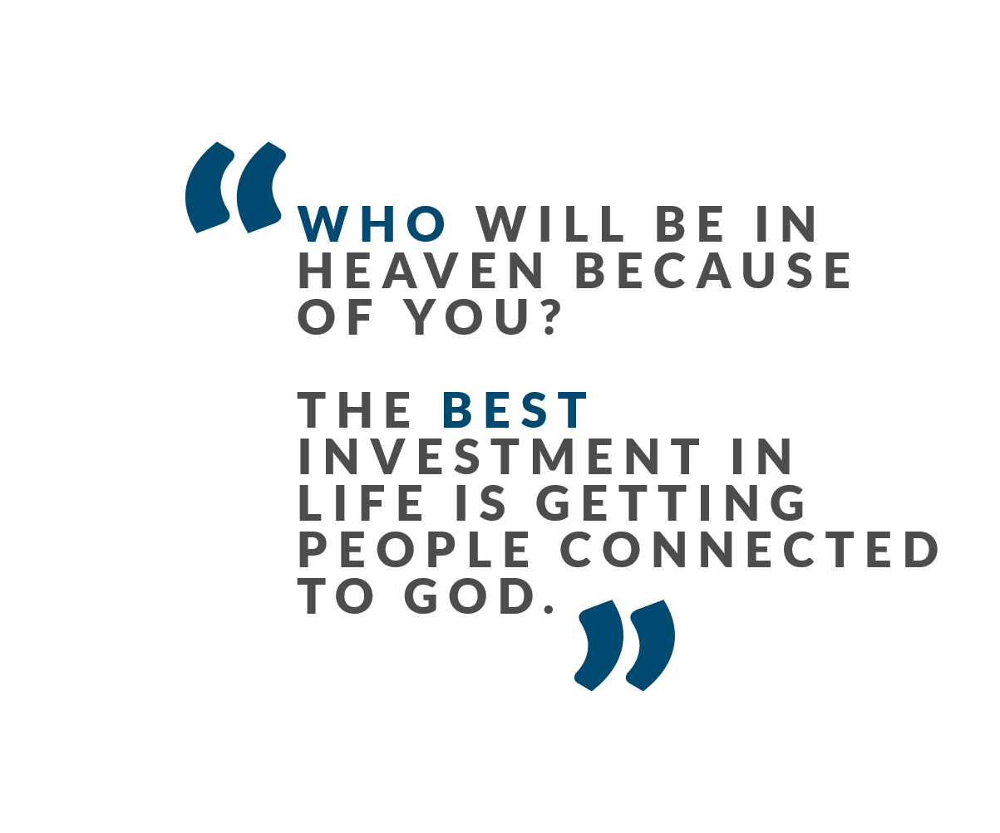 “WHO WILL BE IN
HEAVEN BECAUSE
OF YOU?
THE BEST
INVESTMENT IN
LIFE IS GETTING
PEOPLE CONNECTED
TO GOD.”